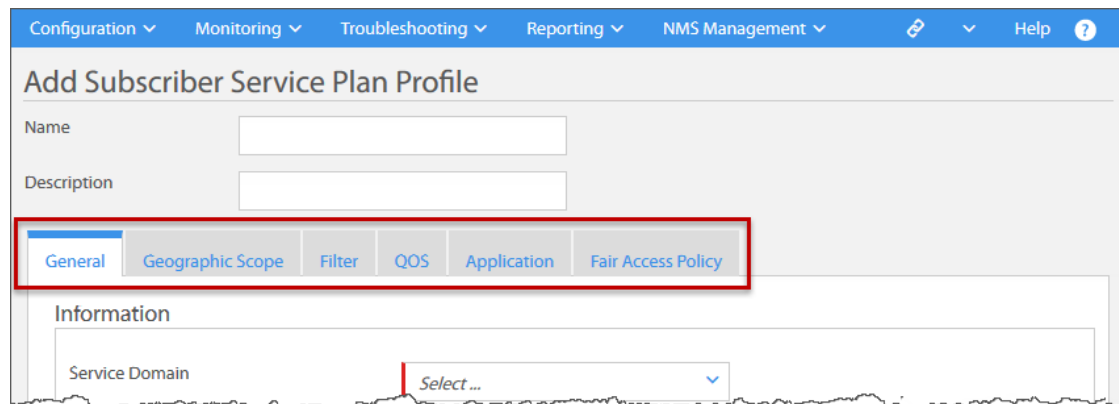 Configuration Monitoring Troubleshooting Reporting NMS Management Help ?
Add Subscriber Service Plan Profile
Name
Description
General Geographic Scope Filter QOS Application Fair Access Policy
Information
Service Domain Select ...